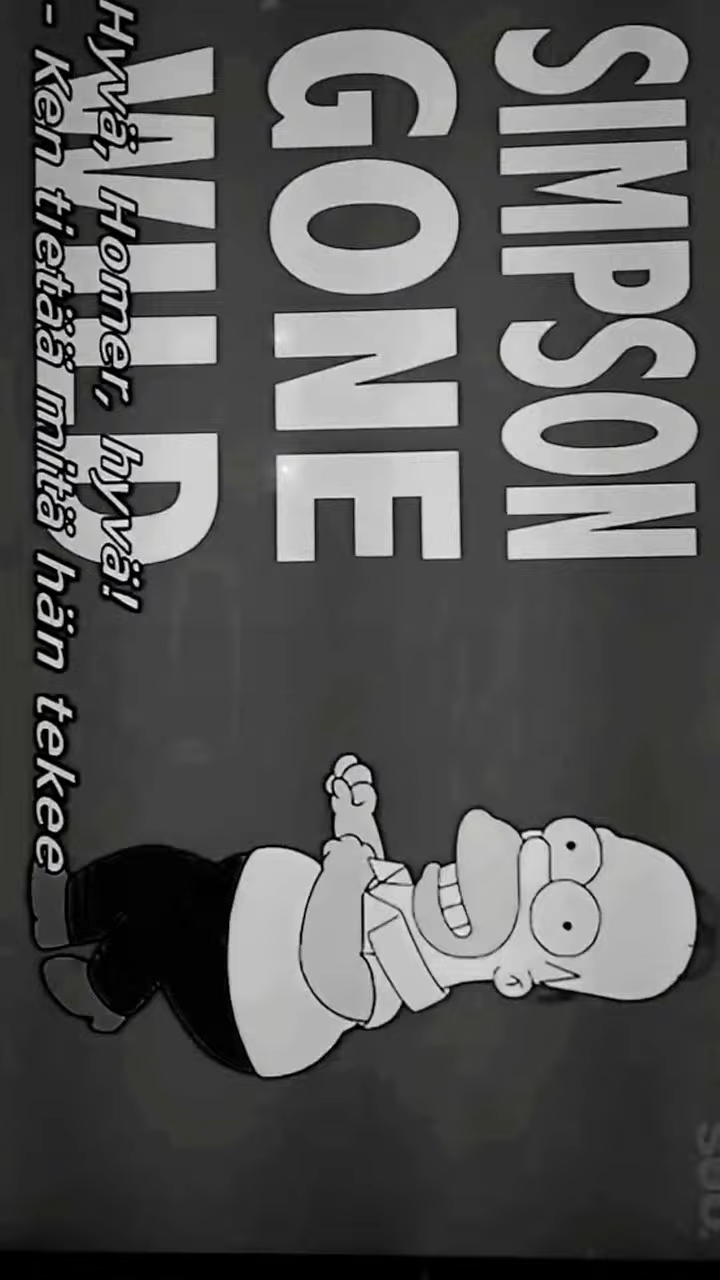 SIMPSON
GONE
WILD
Hyvä, Homer, hyvä!
- Ken tietää mitä hän tekee